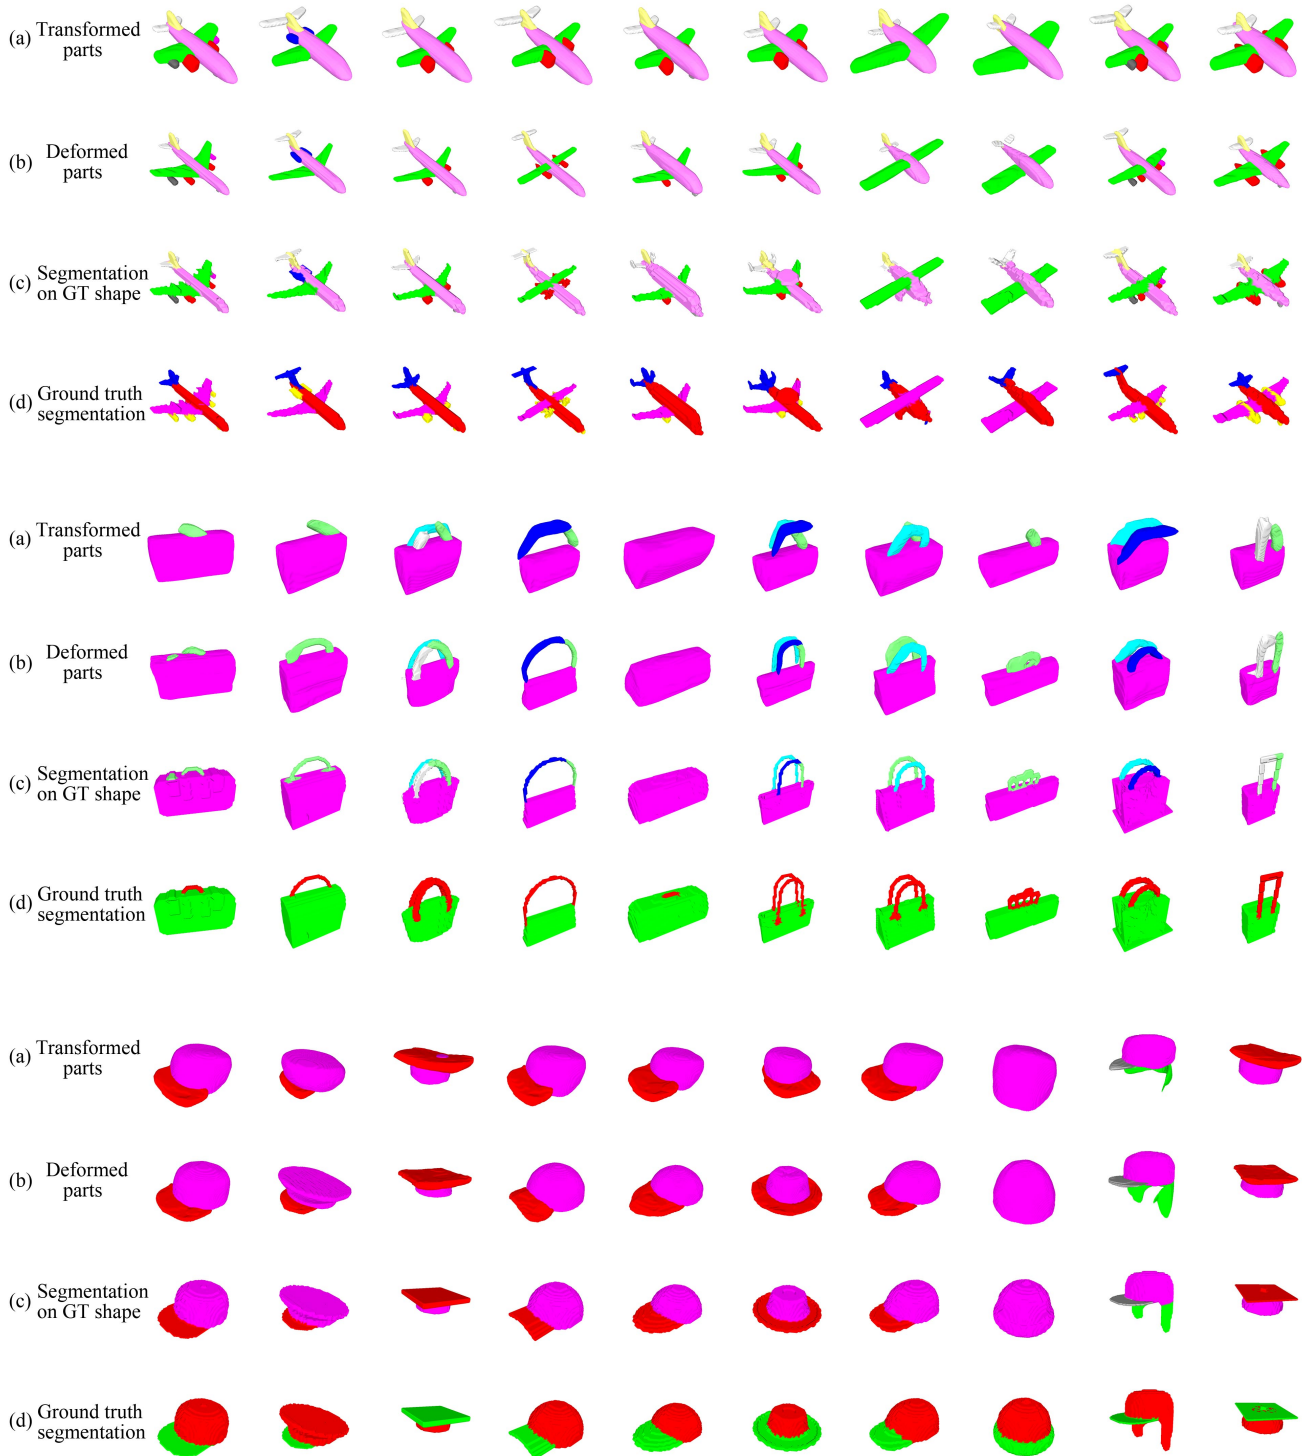 (a) Transformed
parts
(b) Deformed
parts
(c) Segmentation
on GT shape
(d) Ground truth
segmentation
(a) Transformed
parts
(b) Deformed
parts
(c) Segmentation
on GT shape
(d) Ground truth
segmentation
(a) Transformed
parts
(b) Deformed
parts
(c) Segmentation
on GT shape
(d) Ground truth
segmentation